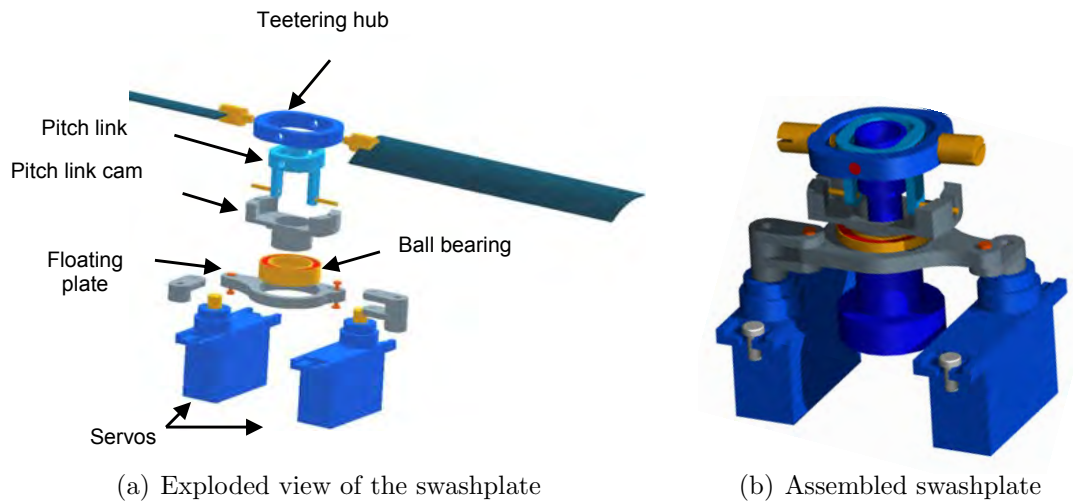 Teetering hub
Pitch link
Pitch link cam
Floating
plate
Ball bearing
Servos
(a) Exploded view of the swashplate
(b) Assembled swashplate